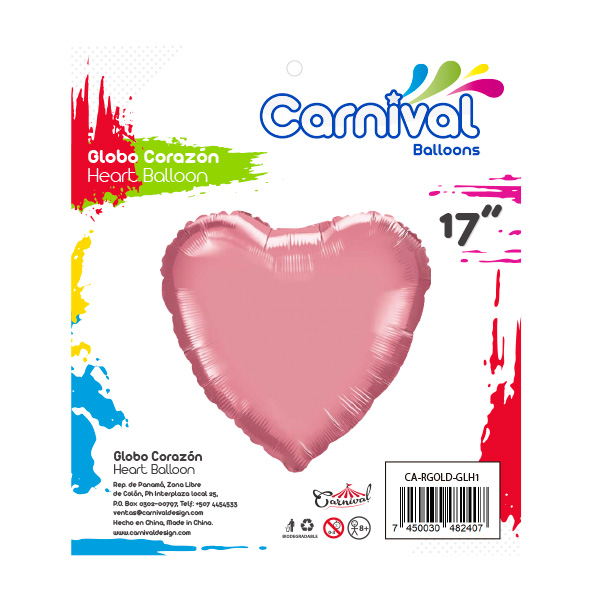 Carnival
Balloons
Globo Corazón
Heart Balloon
17"
Globo Corazón
Heart Balloon
Rep. de Panamá, Zona Libre
de Colón, Ph Interplaza local 25,
P.O. Box 0302-00797, Telf: +507 4454533
ventas@carnivaldesign.com
Hecho en China, Made in China.
www.carnivaldesign.com
Carnival
BIODEGRADABLE
0-3
8+
CA-RGOLD-GLH1
7 450030 482407